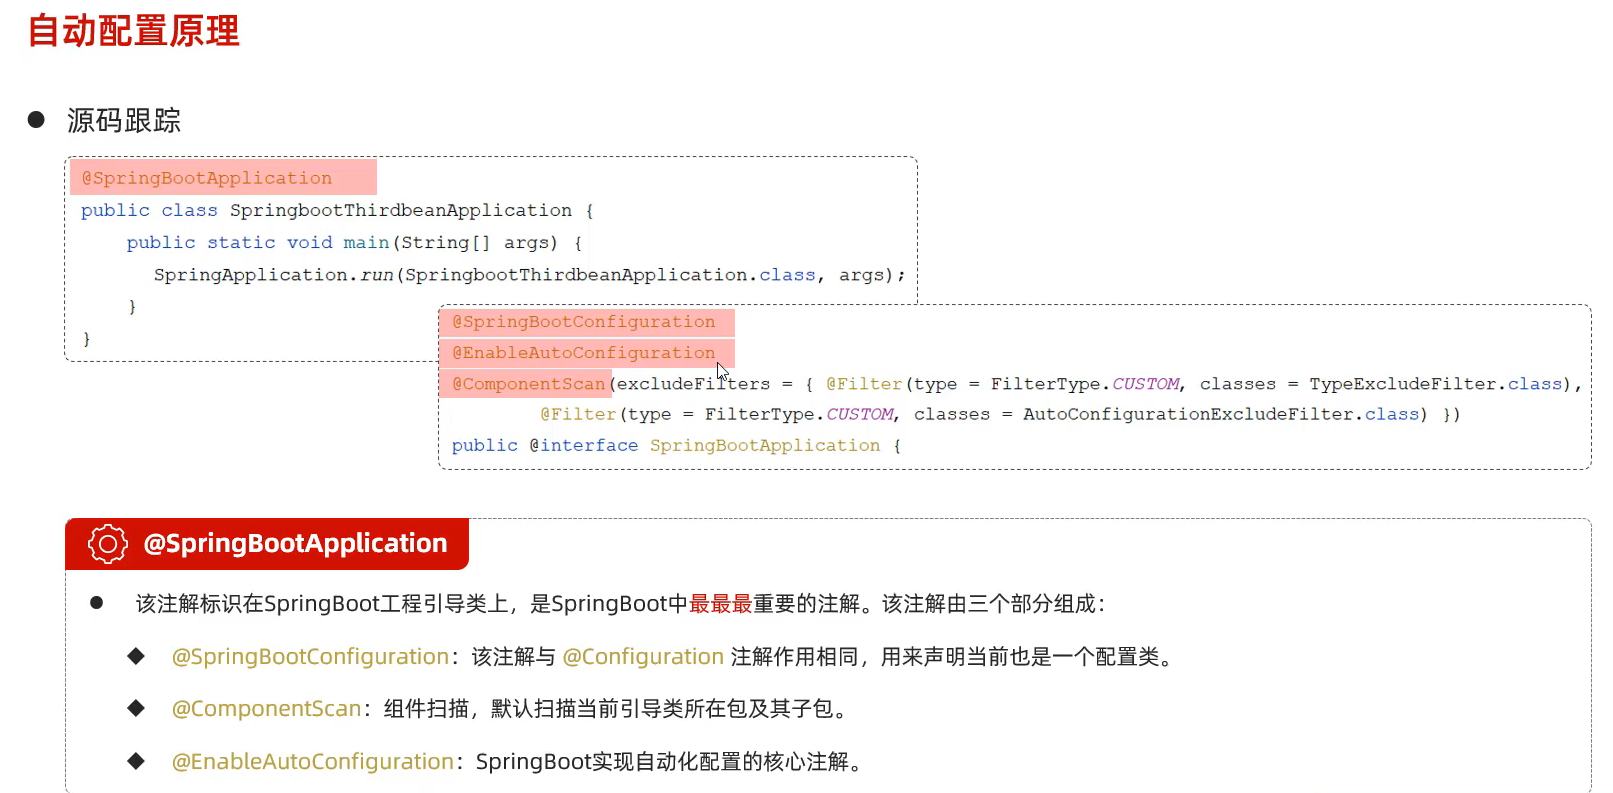 自动配置原理
● 源码跟踪
@SpringBootApplication
public class SpringbootThirdbeanApplication {
public static void main(String[] args) {
SpringApplication.run(SpringbootThirdbeanApplication.class, args);
}
}
@SpringBootConfiguration
@EnableAutoConfiguration
@ComponentScan(excludeFilters = { @Filter(type = FilterType.CUSTOM, classes = TypeExcludeFilter.class),
@Filter(type = FilterType.CUSTOM, classes = AutoConfigurationExcludeFilter.class) })
public @interface SpringBootApplication {
@SpringBootApplication
● 该注解标识在SpringBoot工程引导类上，是SpringBoot中最最最重要的注解。该注解由三个部分组成：
◆ @SpringBootConfiguration：该注解与 @Configuration 注解作用相同，用来声明当前也是一个配置类。
◆ @ComponentScan：组件扫描，默认扫描当前引导类所在包及其子包。
◆ @EnableAutoConfiguration：SpringBoot实现自动化配置的核心注解。